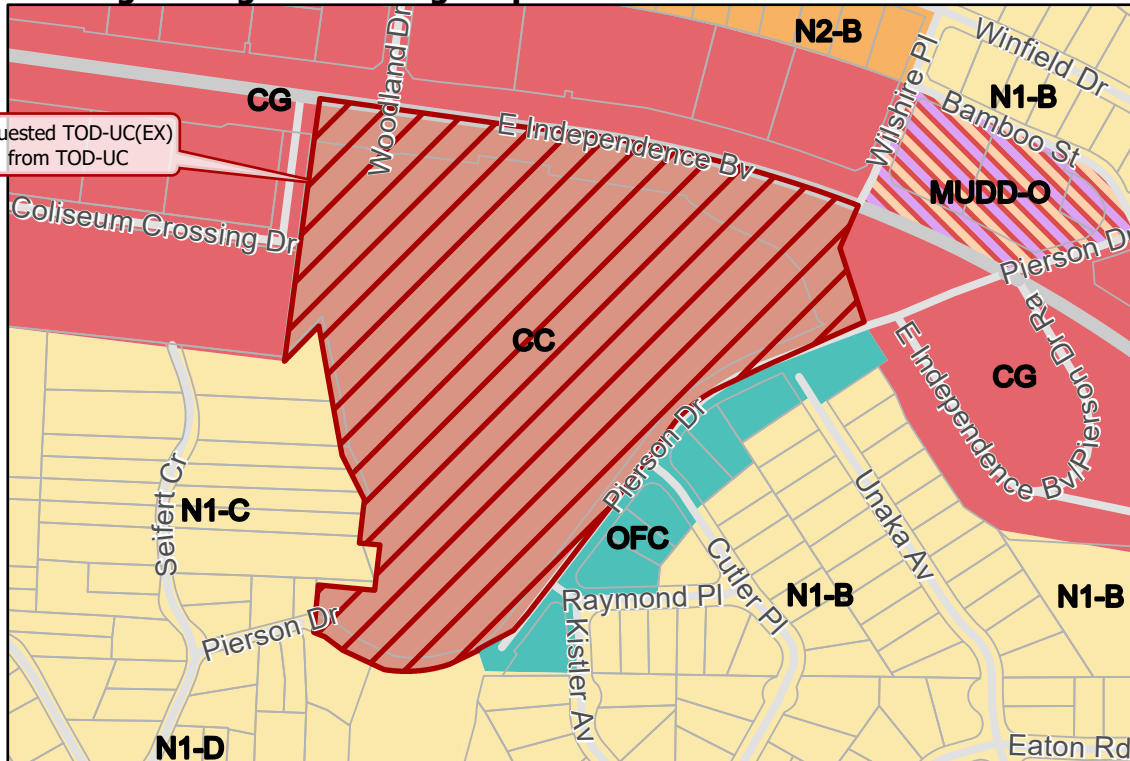 N2-B
Winfield Dr
N1-B
Bamboo St
Wilshire Pl
Woodland Dr
CG
TOD-UC(EX)
from TOD-UC
E Independence Bv
MUDD-O
Coliseum Crossing Dr
Pierson Dr
CC
CG
E Independence Bv/Pierson Dr Ra
Pierson Dr
Unaka Av
Seifert Cr
N1-C
OFC
Cutler Pl
N1-B
N1-B
Raymond Pl
Pierson Dr
Kistler Av
N1-D
Eaton Rd